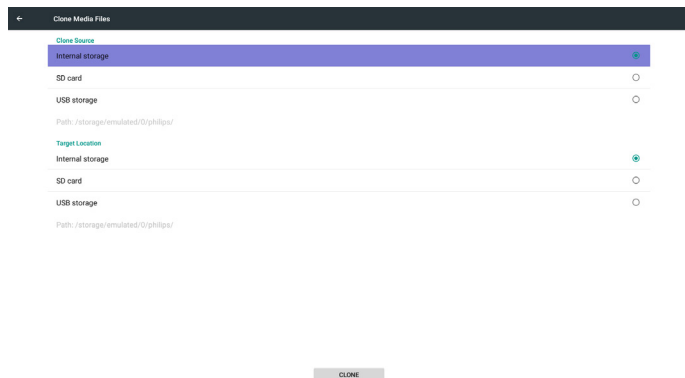 Clone Media Files
Clone Source
Internal storage
SD card
USB storage
Path: /storage/emulated/0/philips/
Target Location
Internal storage
SD card
USB storage
Path: /storage/emulated/0/philips/
CLONE